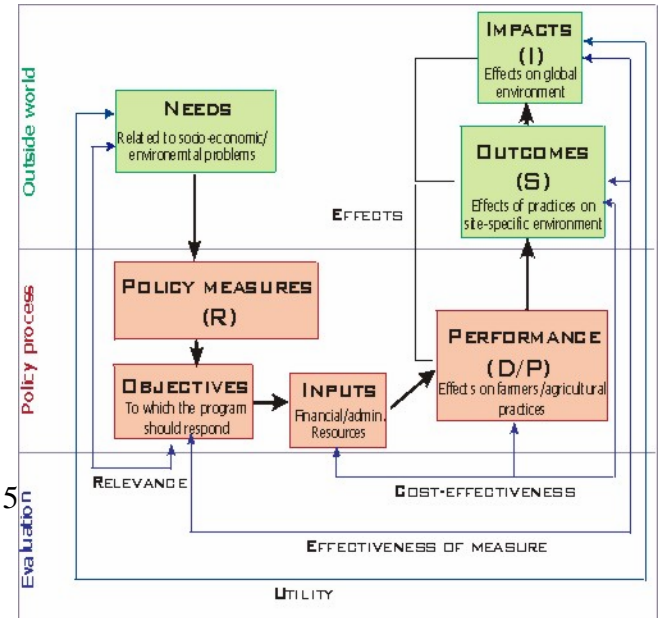 IMPACTS
(I)
Effects on global
environment
NEEDS
Related to socio-economic/
environemtal problems
OUTCOMES
(S)
Effects of practices on
site-specific environment
EFFECTS
Outside world
POLICY MEASURES
(R)
PERFORMANCE
(D/P)
Effects on farmers/agricultural
practices
OBJECTIVES
To which the program
should respond
INPUTS
Financial/admin.
Resources
Policy process
RELEVANCE
COST-EFFECTIVENESS
5
EFFECTIVENESS OF MEASURE
UTILITY
Evaluation